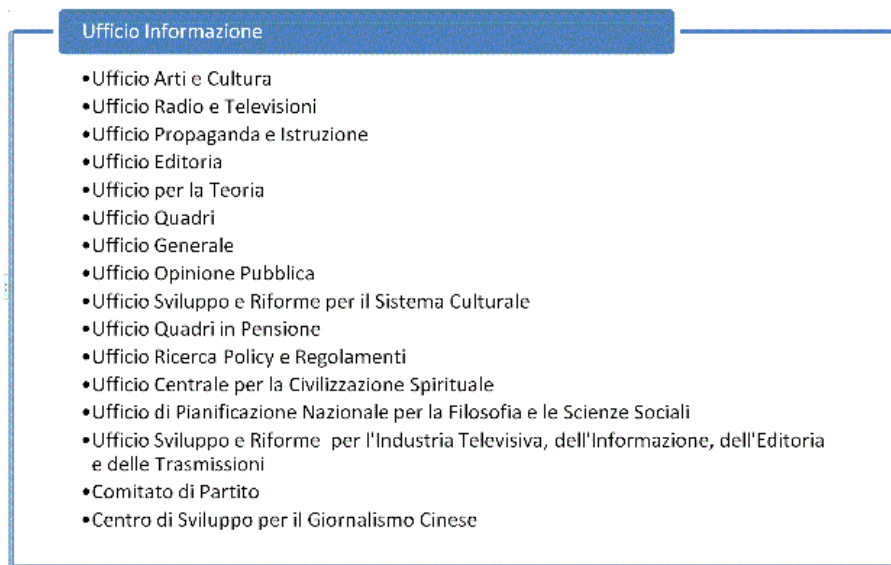 Ufficio Informazione
•Ufficio Arti e Cultura
•Ufficio Radio e Televisioni
•Ufficio Propaganda e Istruzione
•Ufficio Editoria
•Ufficio per la Teoria
•Ufficio Quadri
•Ufficio Generale
•Ufficio Opinione Pubblica
•Ufficio Sviluppo e Riforme per il Sistema Culturale
•Ufficio Quadri in Pensione
•Ufficio Ricerca Policy e Regolamenti
•Ufficio Centrale per la Civilizzazione Spirituale
•Ufficio di Pianificazione Nazionale per la Filosofia e le Scienze Sociali
•Ufficio Sviluppo e Riforme per l'Industria Televisiva, dell'Informazione, dell'Editoria
e delle Trasmissioni
•Comitato di Partito
•Centro di Sviluppo per il Giornalismo Cinese